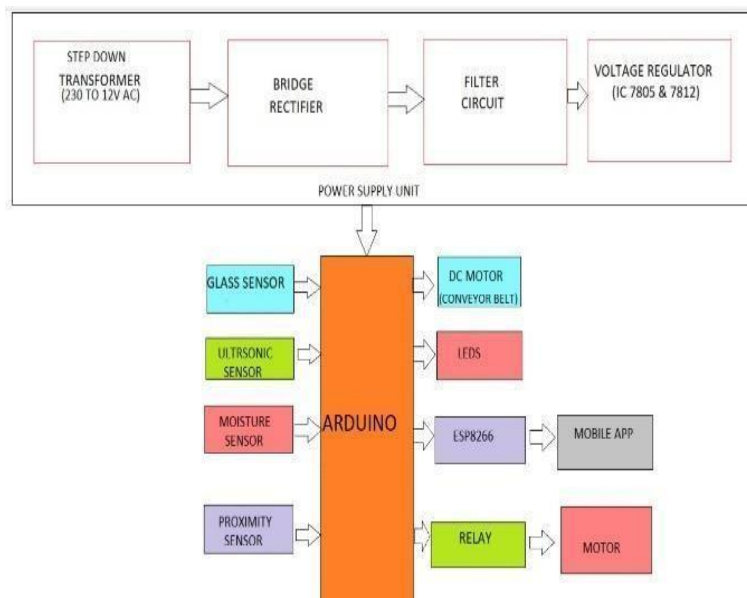 STEP DOWN
TRANSFORMER
(230 TO 12V AC)
BRIDGE
RECTIFIER
FILTER
CIRCUIT
VOLTAGE REGULATOR
(IC 7805 & 7812)
POWER SUPPLY UNIT
GLASS SENSOR
ULTRSONIC
SENSOR
MOISTURE
SENSOR
PROXIMITY
SENSOR
ARDUINO
DC MOTOR
(CONVEYOR BELT)
LEDS
ESP8266
MOBILE APP
RELAY
MOTOR